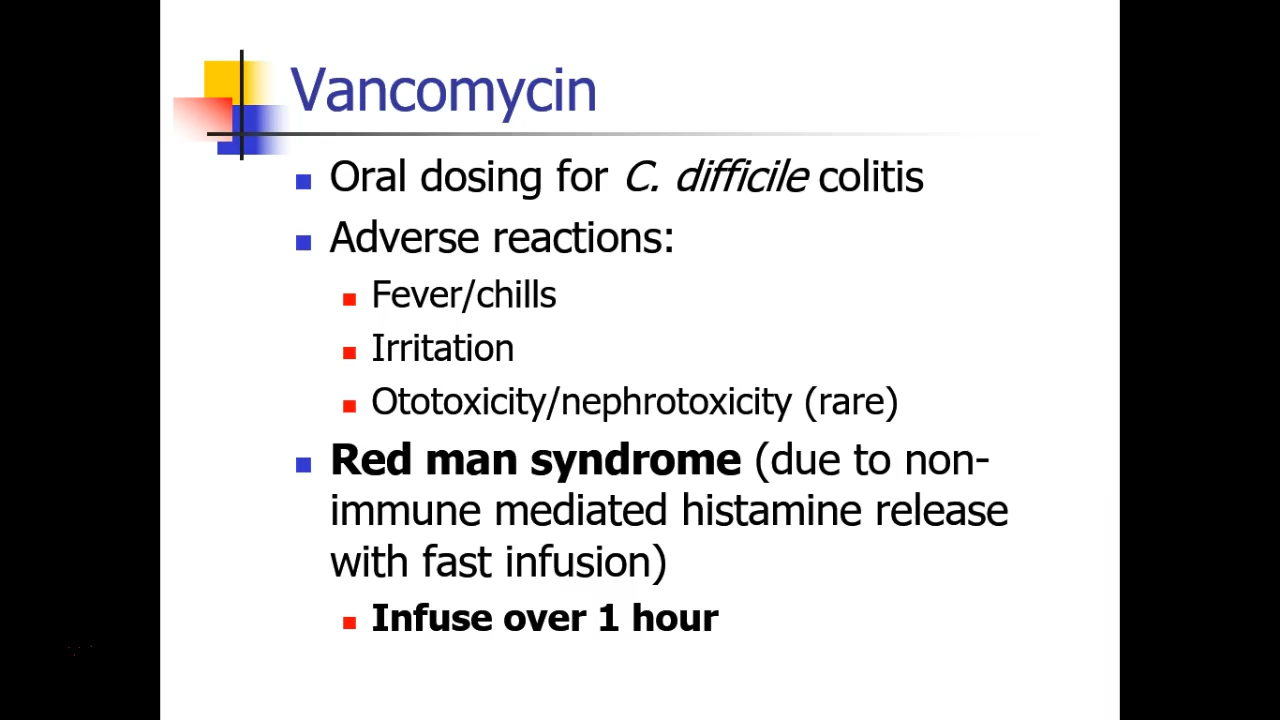 Vancomycin
Oral dosing for C. difficile colitis
Adverse reactions:
Fever/chills
Irritation
Ototoxicity/nephrotoxicity (rare)
Red man syndrome (due to non-
immune mediated histamine release
with fast infusion)
Infuse over 1 hour